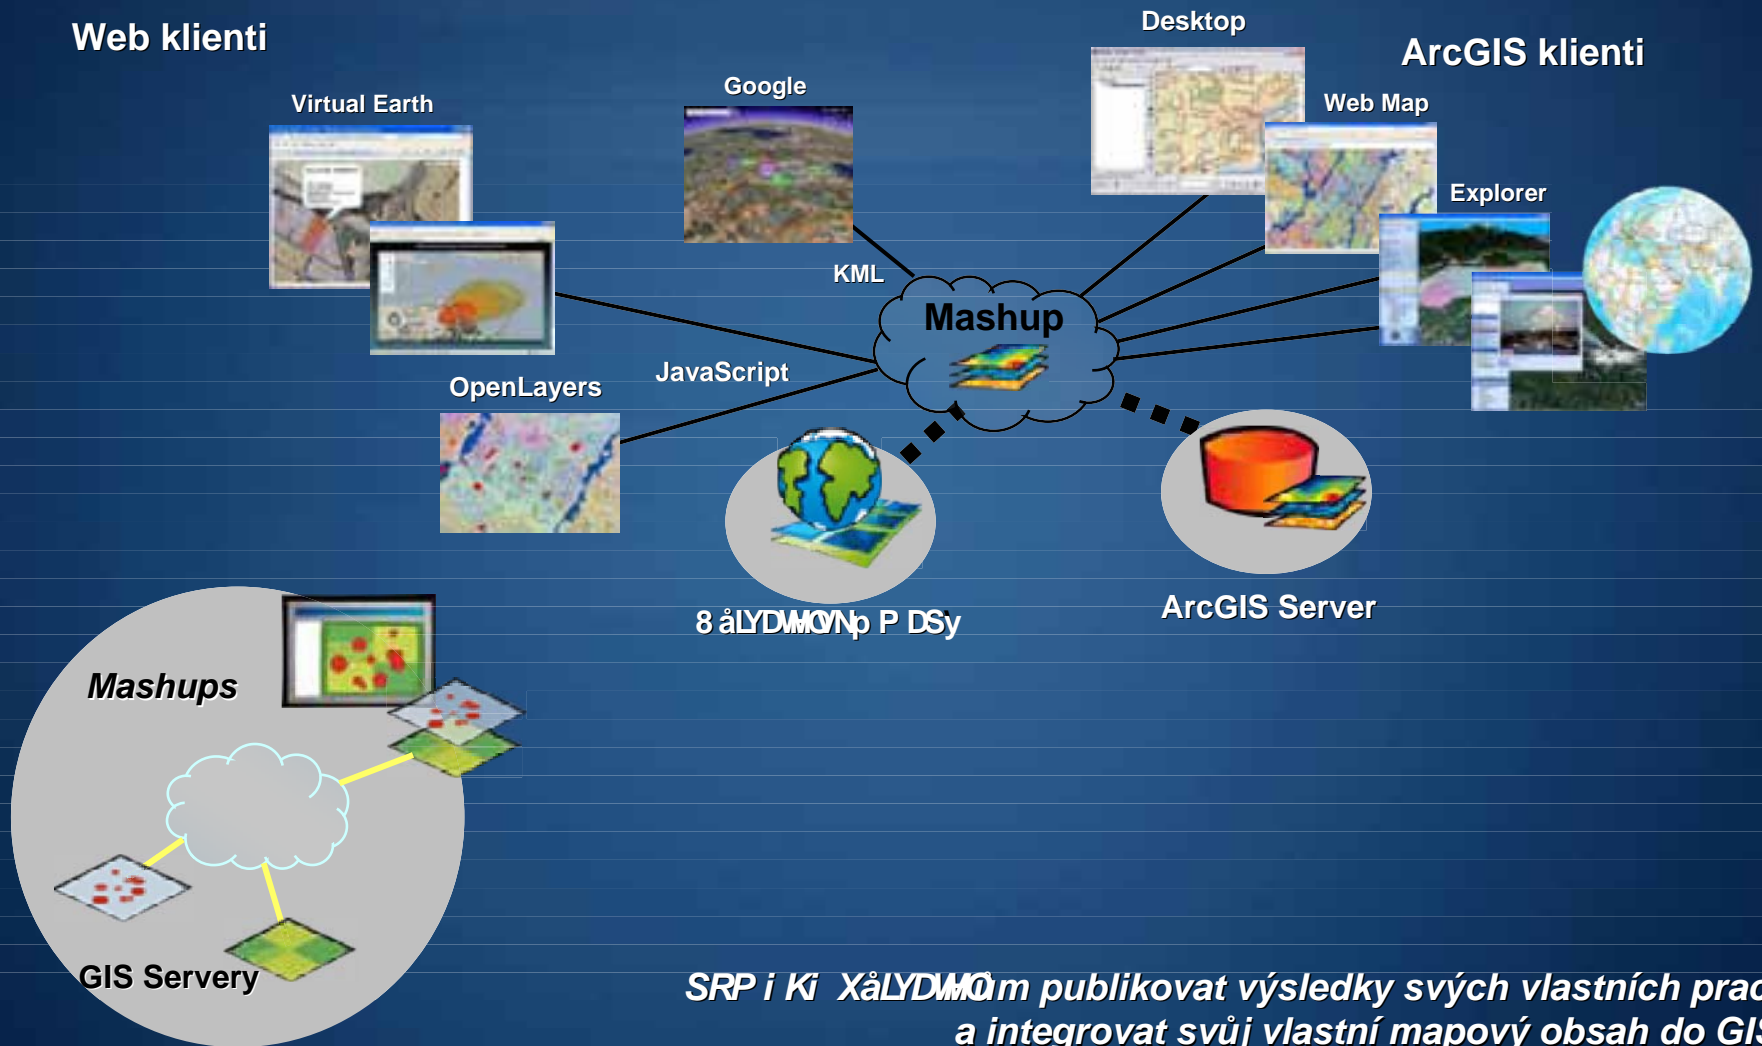 Web klienti
Desktop
ArcGIS klienti
Google
Virtual Earth
Web Map
Explorer
KML
Mashup
JavaScript
OpenLayers
ArcGIS Server
Mashups
GIS Servery
publikovat výsledky svých vlastních prac
a integrovat svůj vlastní mapový obsah do GIS